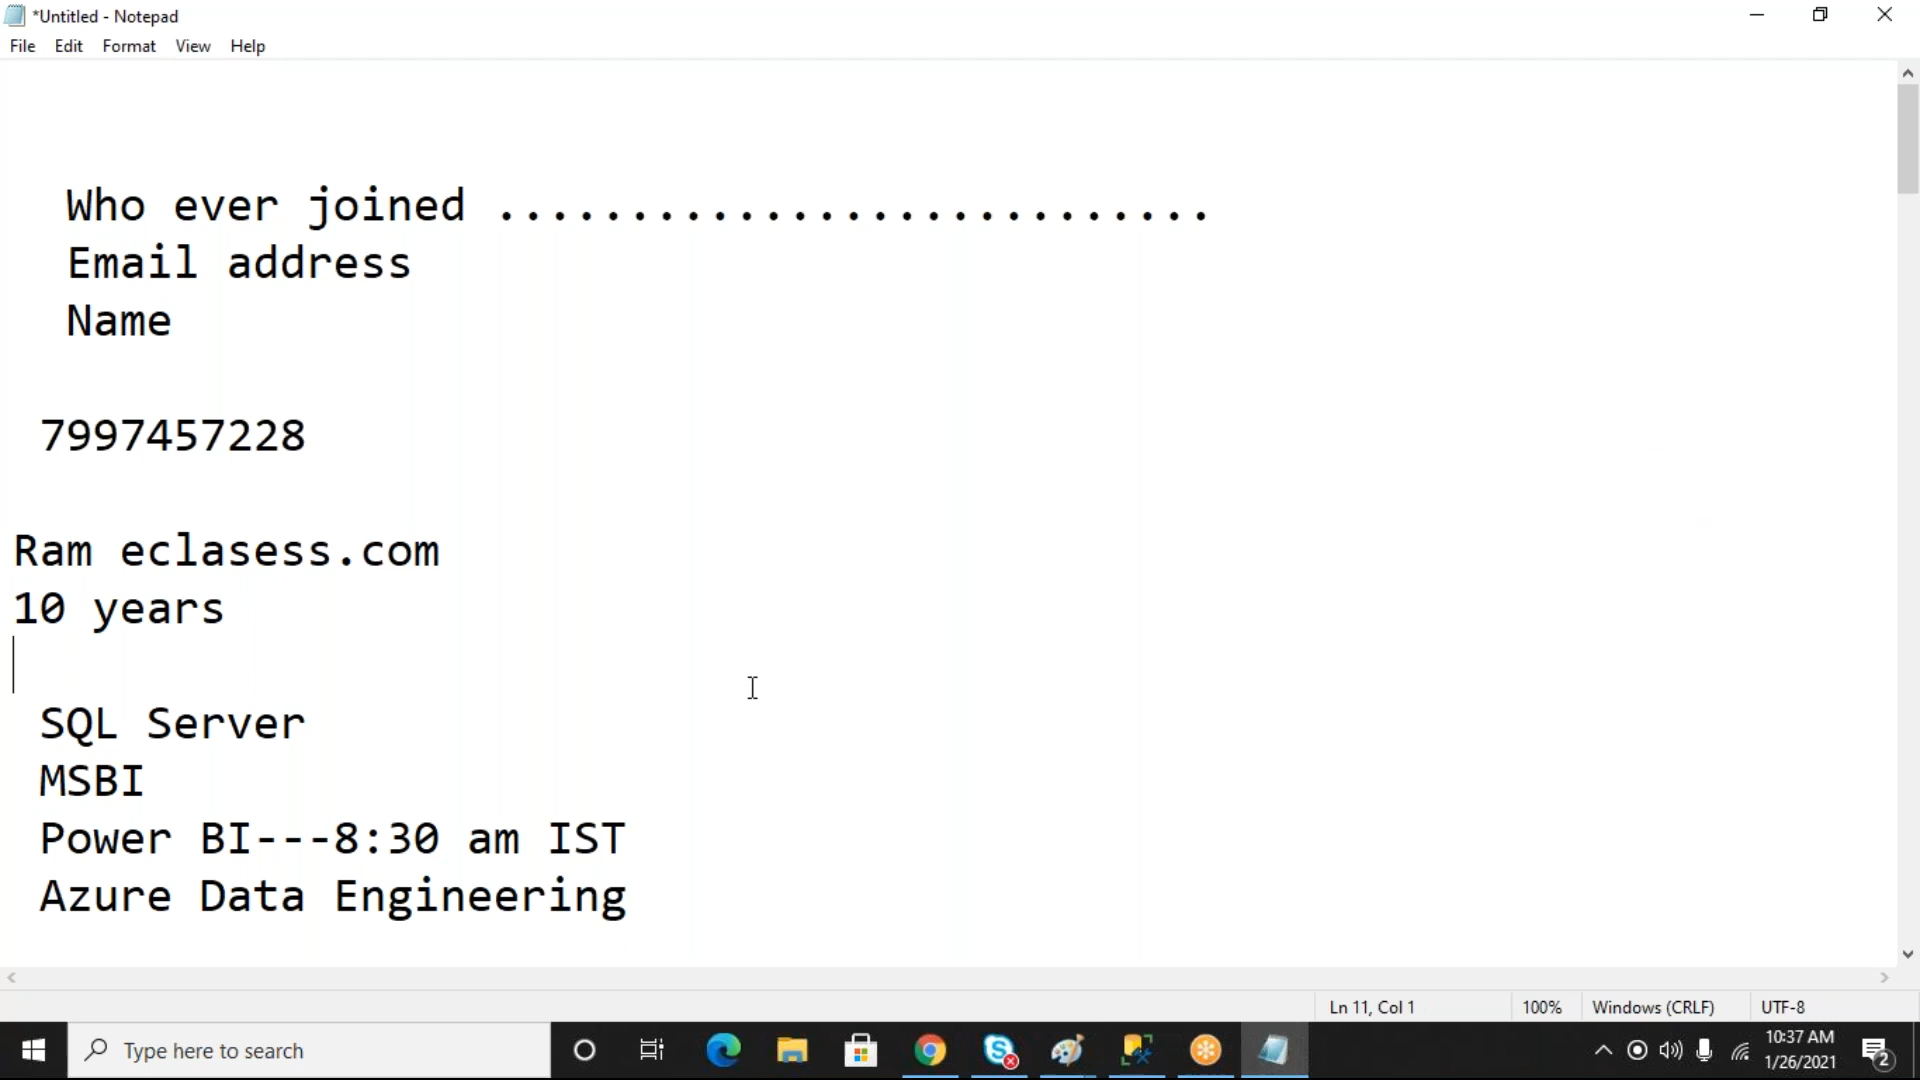 *Untitled - Notepad
File Edit Format View Help
Who ever joined ...........................
Email address
Name
7997457228
Ram eclasess.com
10 years
SQL Server
MSBI
Power BI---8:30 am IST
Azure Data Engineering
Ln 11, Col 1 100% Windows (CRLF) UTF-8
Type here to search
10:37 AM
1/26/2021
2